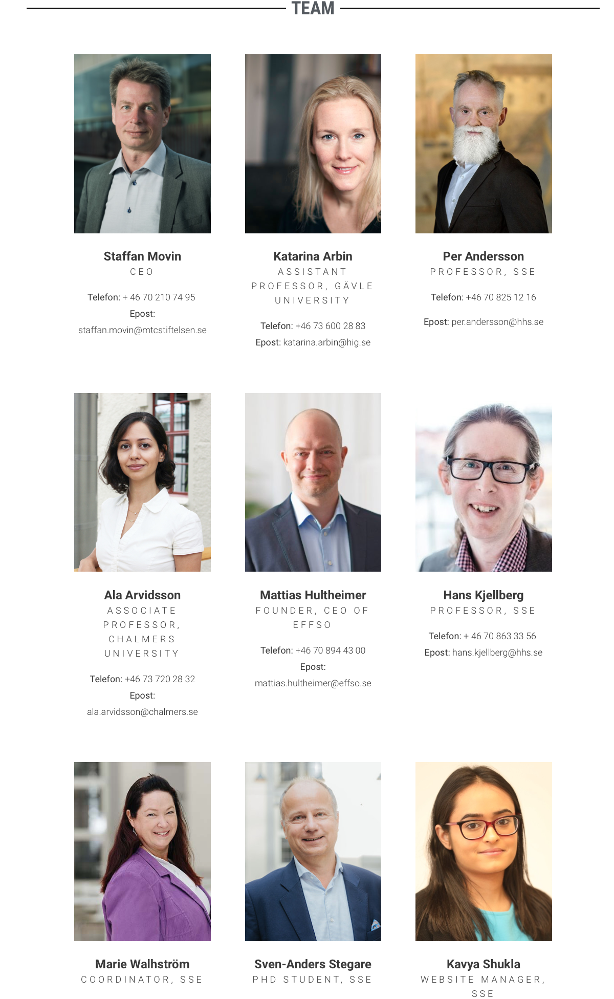 TEAM
Staffan Movin
CEO
Telefon: + 46 70 210 74 95
Epost:
staffan.movin@mtcstiftelsen.se
Katarina Arbin
ASSISTANT
PROFESSOR, GÄVLE
UNIVERSITY
Telefon: +46 73 600 28 83
Epost: katarina.arbin@hig.se
Per Andersson
PROFESSOR, SSE
Telefon: +46 70 825 12 16
Epost: per.andersson@hhs.se
Ala Arvidsson
ASSOCIATE
PROFESSOR,
CHALMERS
UNIVERSITY
Telefon: +46 73 720 28 32
Epost:
ala.arvidsson@chalmers.se
Mattias Hultheimer
FOUNDER, CEO OF
EFFSO
Telefon: +46 70 894 43 00
Epost:
mattias.hultheimer@effso.se
Hans Kjellberg
PROFESSOR, SSE
Telefon: + 46 70 863 33 56
Epost: hans.kjellberg@hhs.se
Marie Walhström
COORDINATOR, SSE
Sven-Anders Stegare
PHD STUDENT, SSE
Kavya Shukla
WEBSITE MANAGER,
SSE